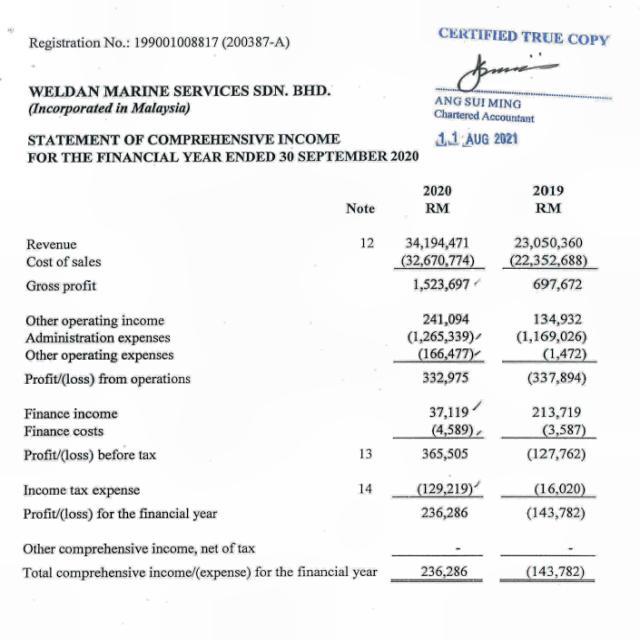 Registration No.: 199001008817 (200387-A)
CERTIFIED TRUE COPY
ANG SUI MING
Chartered Accountant
11 AUG 2021
WELDAN MARINE SERVICES SDN. BHD.
(Incorporated in Malaysia)
STATEMENT OF COMPREHENSIVE INCOME
FOR THE FINANCIAL YEAR ENDED 30 SEPTEMBER 2020
2020 2019
Note RM RM
Revenue 12 34,194,471 23,050,360
Cost of sales (32,670,774) (22,352,688)
Gross profit 1,523,697 697,672
Other operating income 241,094 134,932
Administration expenses (1,265,339) (1,169,026)
Other operating expenses (166,477) (1,472)
Profit/(loss) from operations 332,975 (337,894)
Finance income 37,119 213,719
Finance costs (4,589) (3,587)
Profit/(loss) before tax 13 365,505 (127,762)
Income tax expense 14 (129,219) (16,020)
Profit/(loss) for the financial year 236,286 (143,782)
Other comprehensive income, net of tax - -
Total comprehensive income/(expense) for the financial year 236,286 (143,782)